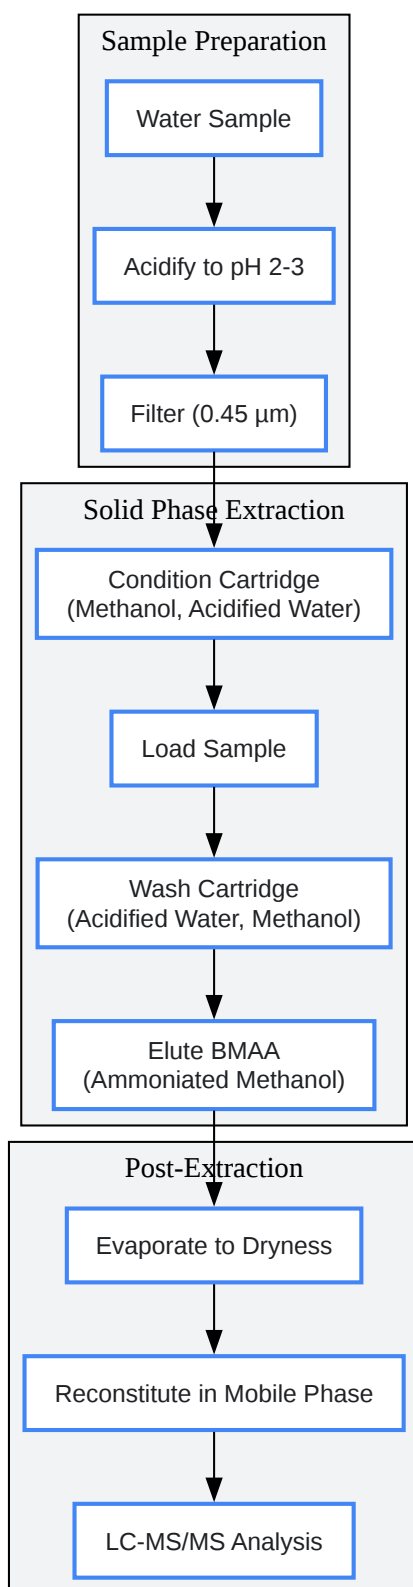 Sample Preparation
Water Sample
Acidify to pH 2-3
Filter (0.45 µm)
Solid Phase Extraction
Condition Cartridge
(Methanol, Acidified Water)
Load Sample
Wash Cartridge
(Acidified Water, Methanol)
Elute BMAA
(Ammoniated Methanol)
Post-Extraction
Evaporate to Dryness
Reconstitute in Mobile Phase
LC-MS/MS Analysis